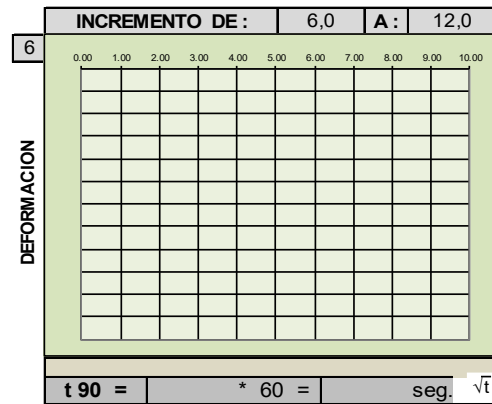 INCREMENTO DE : 6,0 A : 12,0
6
0.00 1.00 2.00 3.00 4.00 5.00 6.00 7.00 8.00 9.00 10.00
DEFORMACION
t 90 = * 60 = seg. √t